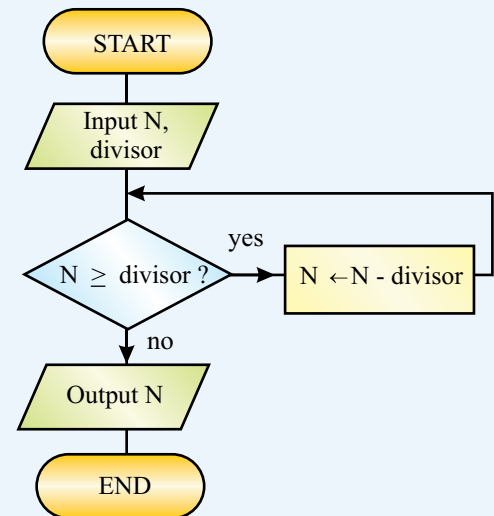 START
Input N,
divisor
yes
N ≥ divisor ?
N ←N - divisor
no
Output N
END